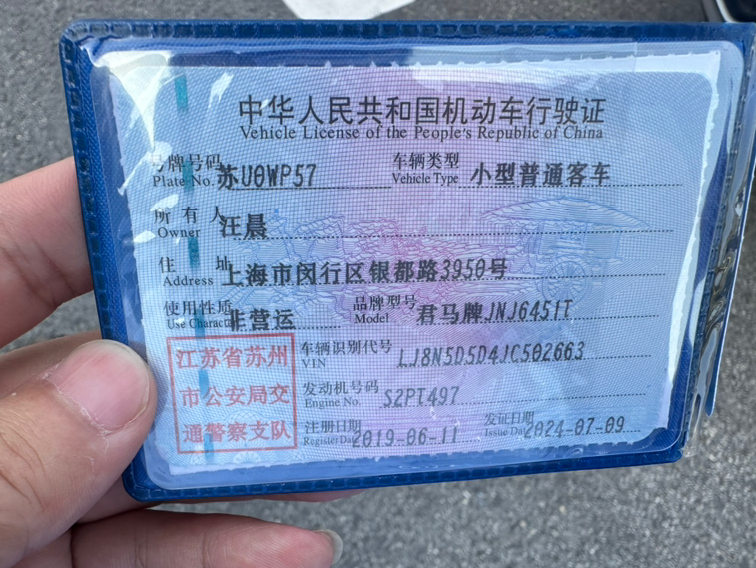 中华人民共和国机动车行驶证
Vehicle License of the People's Republic of China
号牌号码 苏U0WP57 车辆类型 小型普通客车
Plate No. Vehicle Type
所有人 汪晨
Owner
住址 上海市闵行区银都路3950号
Address
使用性质 非营运 品牌型号 君马牌JNJ6451T
Use Character Model
江苏省苏州
市公安局交
通警察支队
车辆识别代号 LJ8N5D5D4JC502663
VIN
发动机号码 S2PT497
Engine No.
注册日期 2019-06-11 发证日期 2024-07-09
Register Date Issue Date